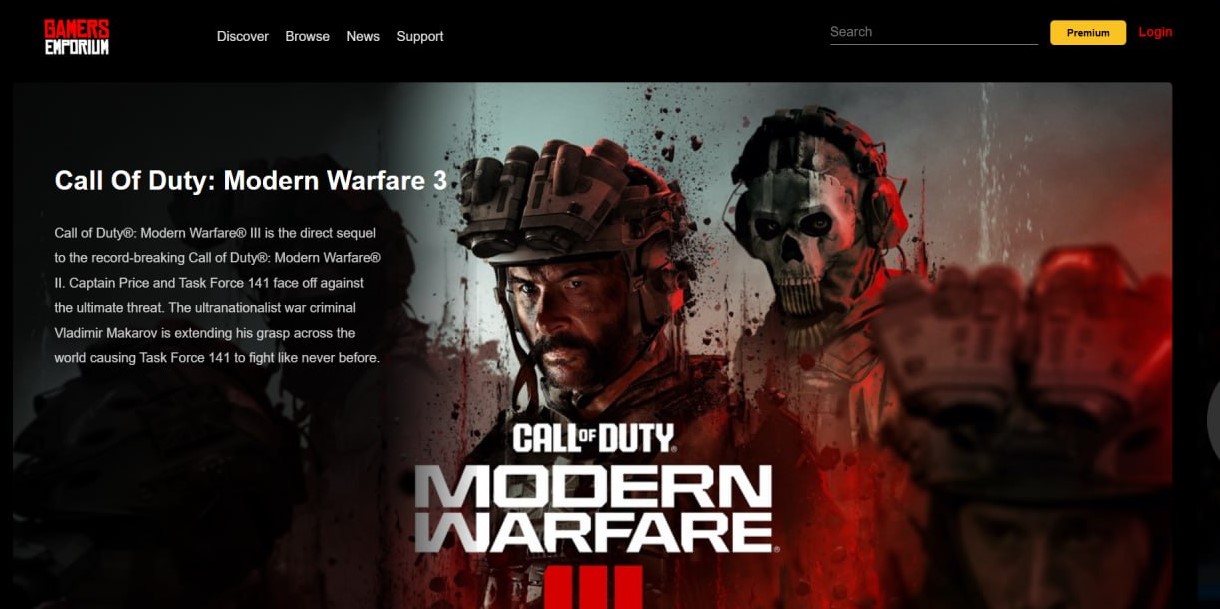 GAMERS
EMPORIUM
Discover Browse News Support
Search
Premium
Login
Call Of Duty: Modern Warfare 3
Call of Duty®: Modern Warfare® III is the direct sequel
to the record-breaking Call of Duty®: Modern Warfare®
II. Captain Price and Task Force 141 face off against
the ultimate threat. The ultranationalist war criminal
Vladimir Makarov is extending his grasp across the
world causing Task Force 141 to fight like never before.
CALL OF DUTY®
MODERN
WARFARE®
III